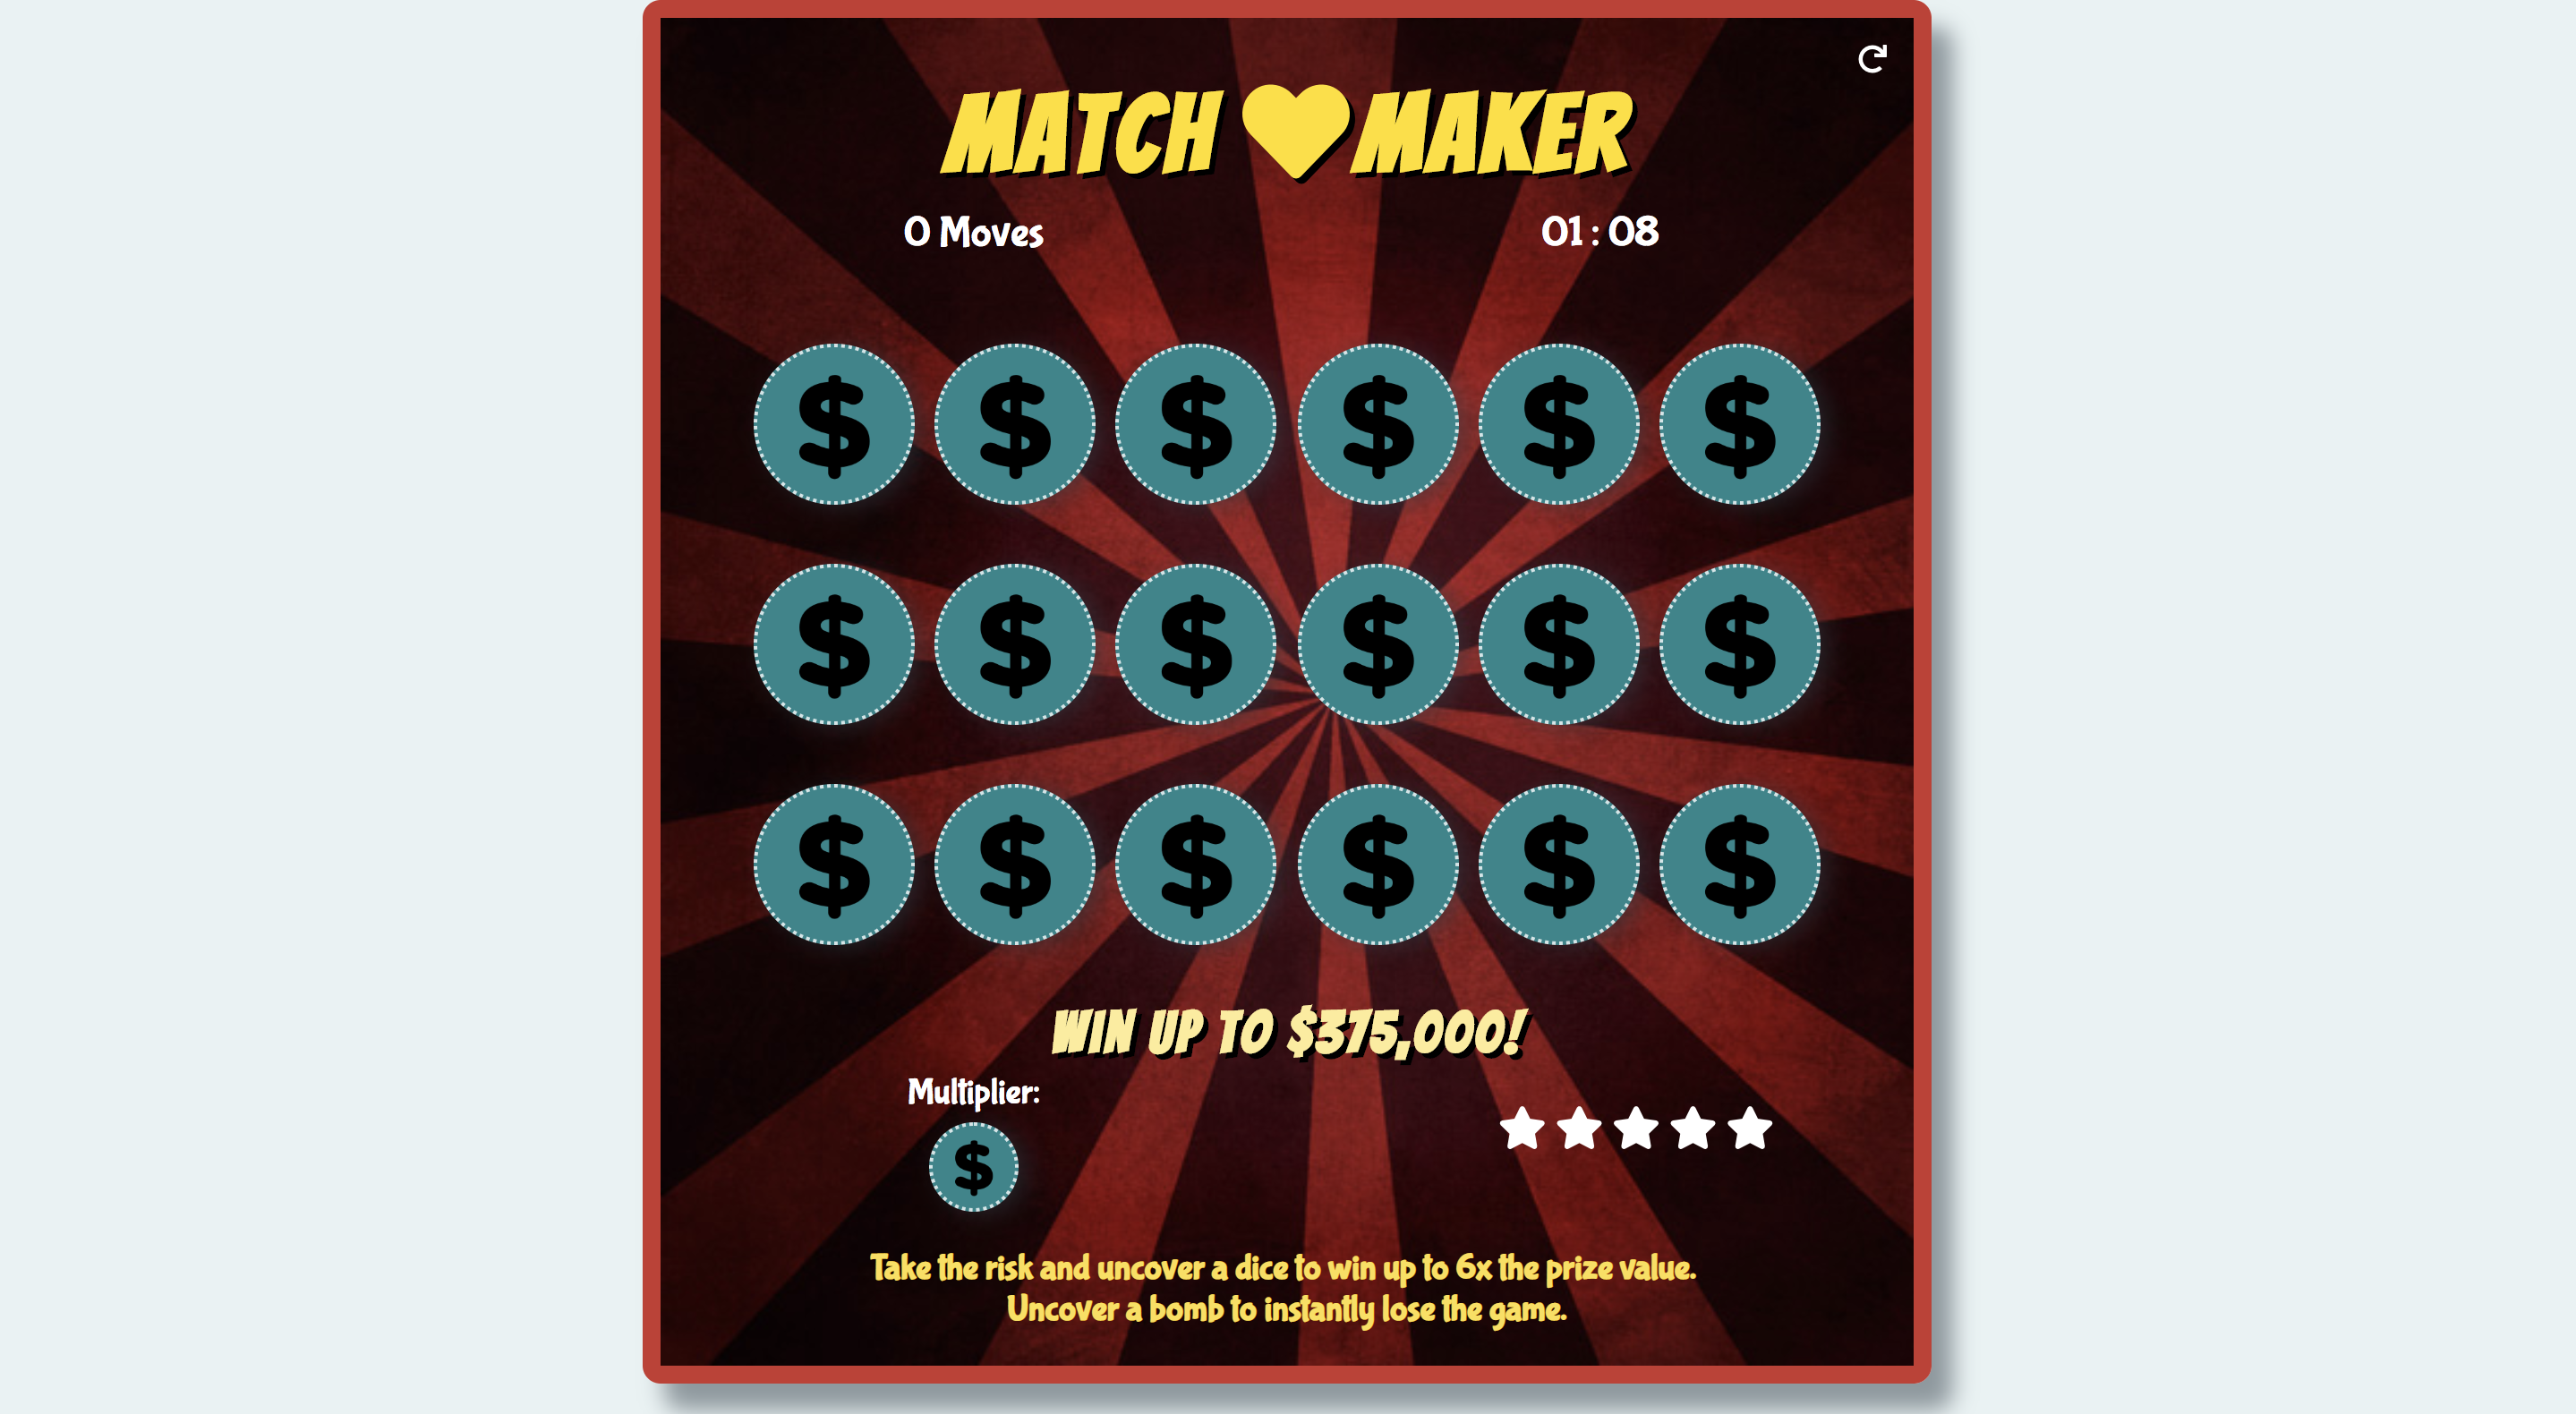 MATCH MAKER
0 Moves 01 : 08
$ $ $ $ $ $
$ $ $ $ $ $
$ $ $ $ $ $
WIN UP TO $375,000!
Multiplier:
$
Take the risk and uncover a dice to win up to 6x the prize value.
Uncover a bomb to instantly lose the game.